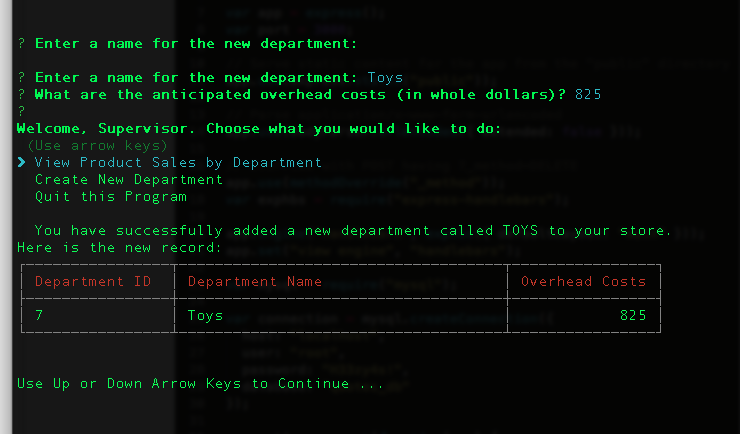 ? Enter a name for the new department:
? Enter a name for the new department: Toys
? What are the anticipated overhead costs (in whole dollars)? 825
?
Welcome, Supervisor. Choose what you would like to do:
(Use arrow keys)
❯ View Product Sales by Department
Create New Department
Quit this Program
You have successfully added a new department called TOYS to your store.
Here is the new record:
Department ID Department Name Overhead Costs
7 Toys 825
Use Up or Down Arrow Keys to Continue ...